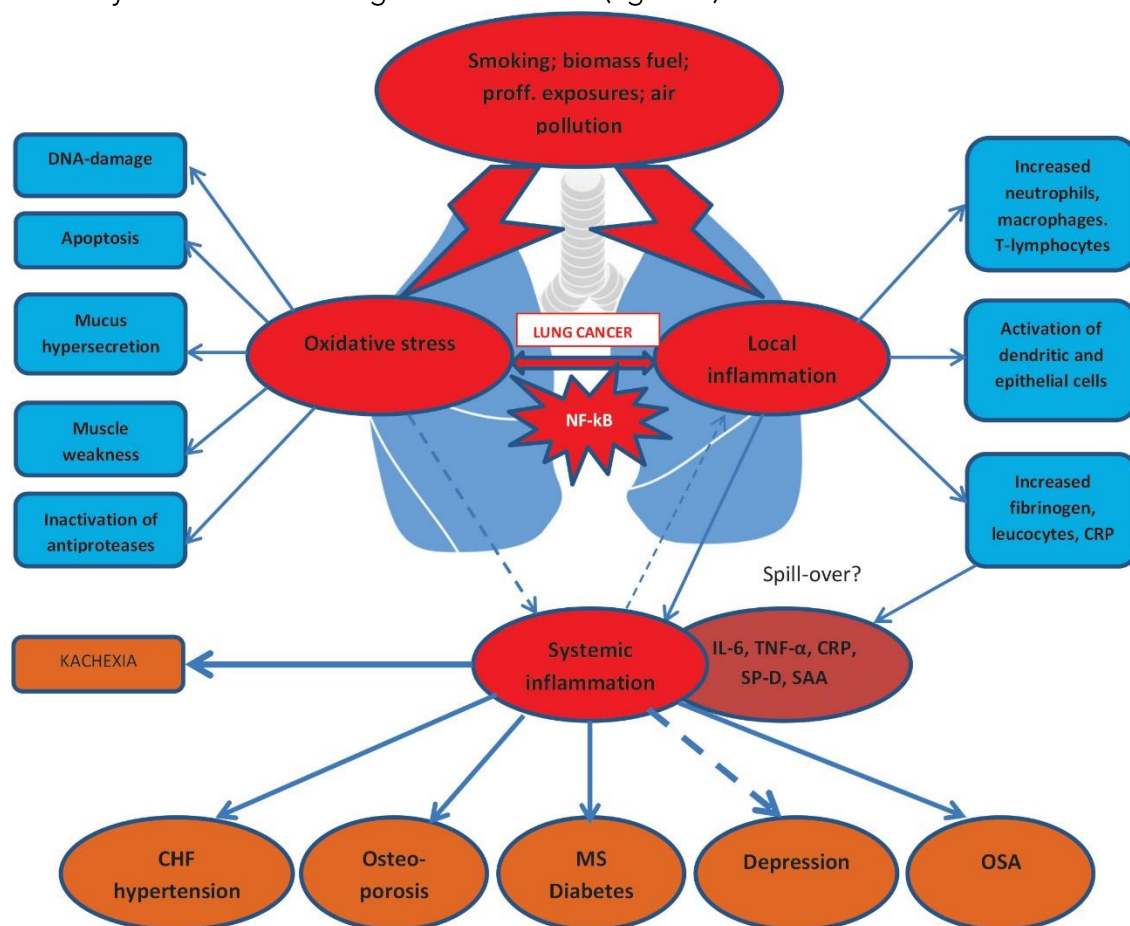 Smoking; biomass fuel;
proff. exposures; air
pollution
DNA-damage
Apoptosis
Mucus
hypersecretion
Muscle
weakness
Inactivation of
antiproteases
Oxidative stress
LUNG CANCER
NF-kB
Local
inflammation
Increased
neutrophils,
macrophages.
T-lymphocytes
Activation of
dendritic and
epithelial cells
Increased
fibrinogen,
leucocytes, CRP
Spill-over?
KACHEXIA
Systemic
inflammation
IL-6, TNF-α, CRP,
SP-D, SAA
CHF
hypertension
Osteo-
porosis
MS
Diabetes
Depression
OSA